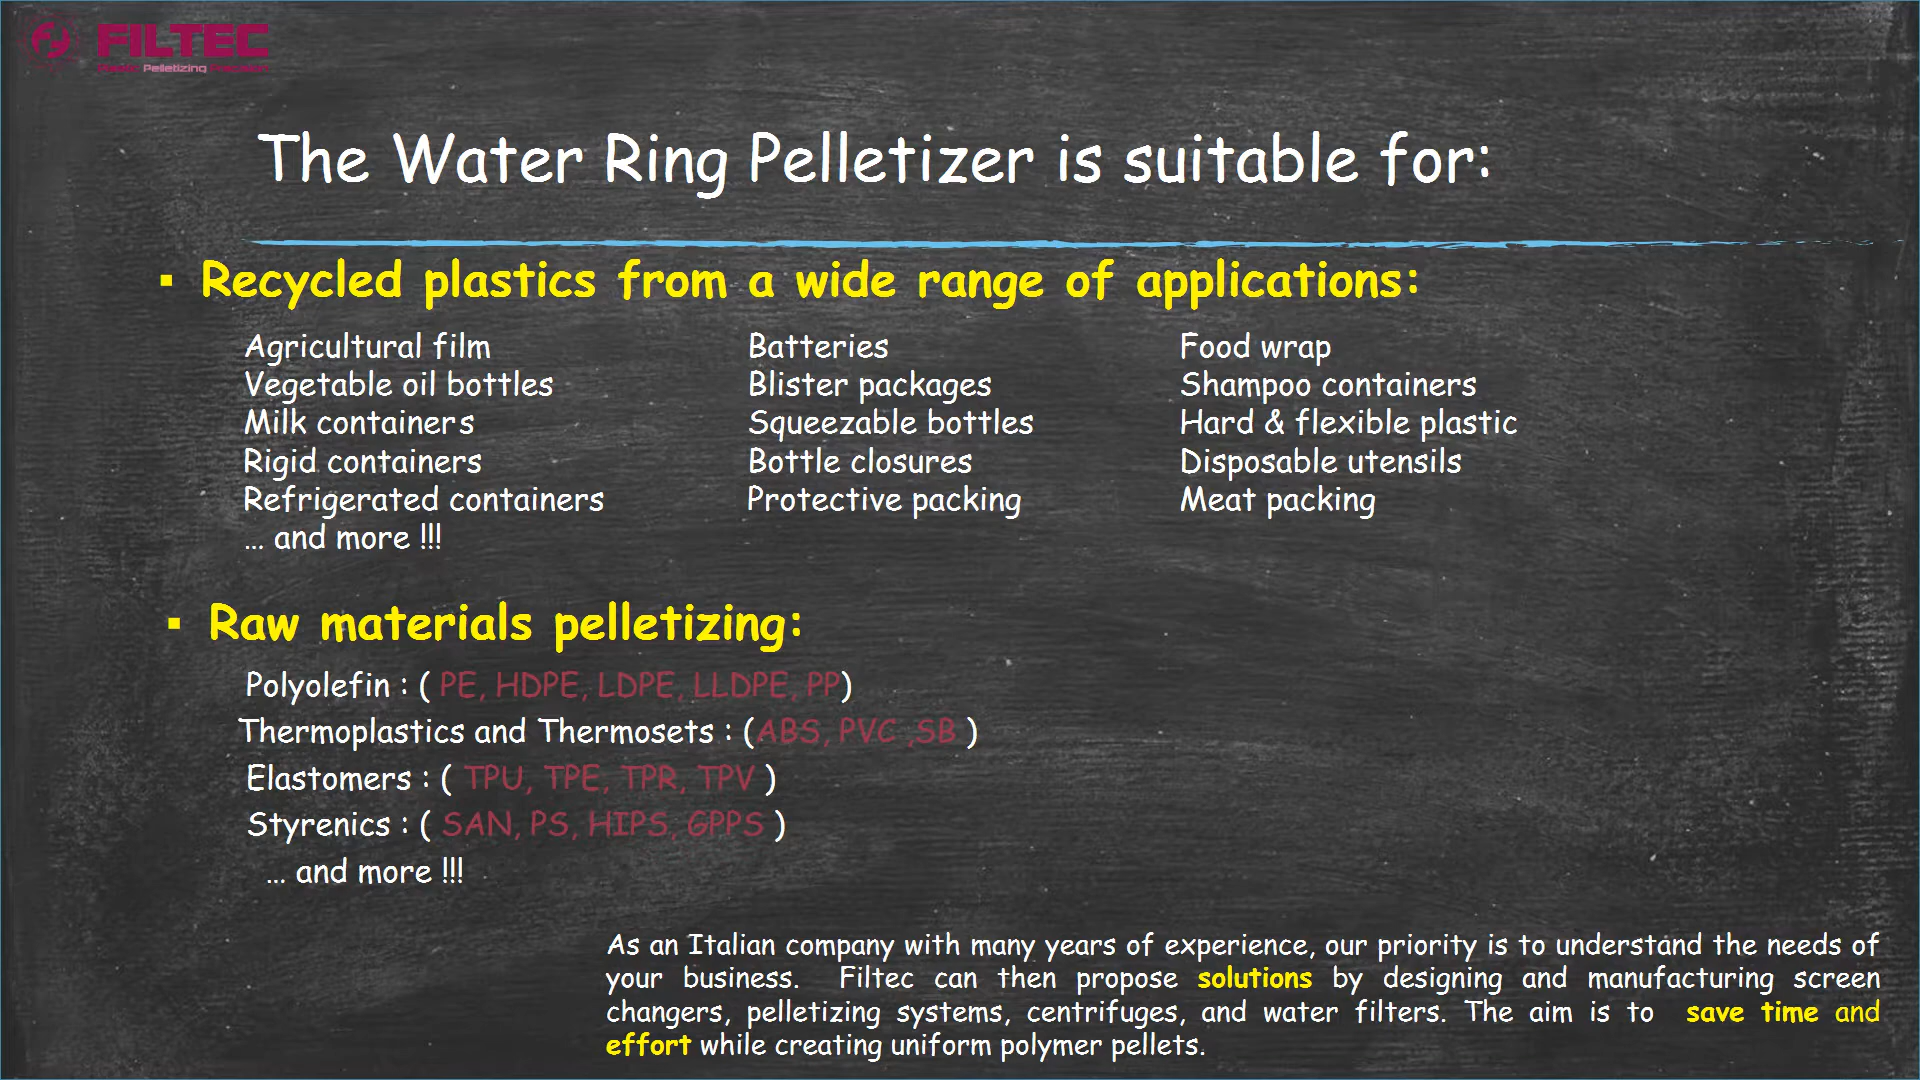 FILTEC
Pelletizing
The Water Ring Pelletizer is suitable for:
▪ Recycled plastics from a wide range of applications:
Agricultural film Batteries Food wrap
Vegetable oil bottles Blister packages Shampoo containers
Milk containers Squeezable bottles Hard & flexible plastic
Rigid containers Bottle closures Disposable utensils
Refrigerated containers Protective packing Meat packing
… and more !!!
▪ Raw materials pelletizing:
Polyolefin : ( PE, HDPE, LDPE, LLDPE, PP)
Thermoplastics and Thermosets : (ABS, PVC ,SB )
Elastomers : ( TPU, TPE, TPR, TPV )
Styrenics : ( SAN, PS, HIPS, GPPS )
… and more !!!
As an Italian company with many years of experience, our priority is to understand the needs of
your business. Filtec can then propose solutions by designing and manufacturing screen
changers, pelletizing systems, centrifuges, and water filters. The aim is to save time and
effort while creating uniform polymer pellets.